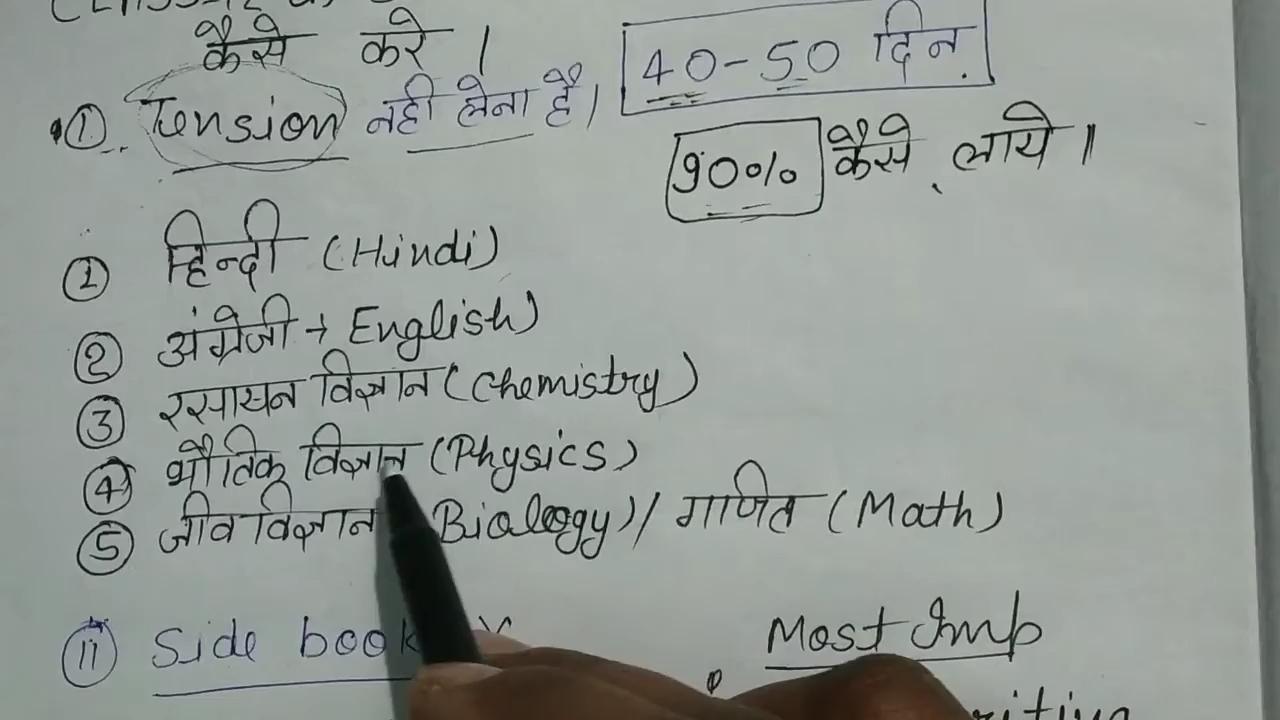 कैसे करे ।
40-50 दिन
① Tension नही लेना है।
90% कैसे लाये ।
① हिन्दी (Hindi)
② अंग्रेजी → English)
③ रसायन विज्ञान (Chemistry)
④ भौतिक विज्ञान (Physics)
⑤ जीव विज्ञान Biology) / गणित (Math)
⑪ Side book
Most Imp